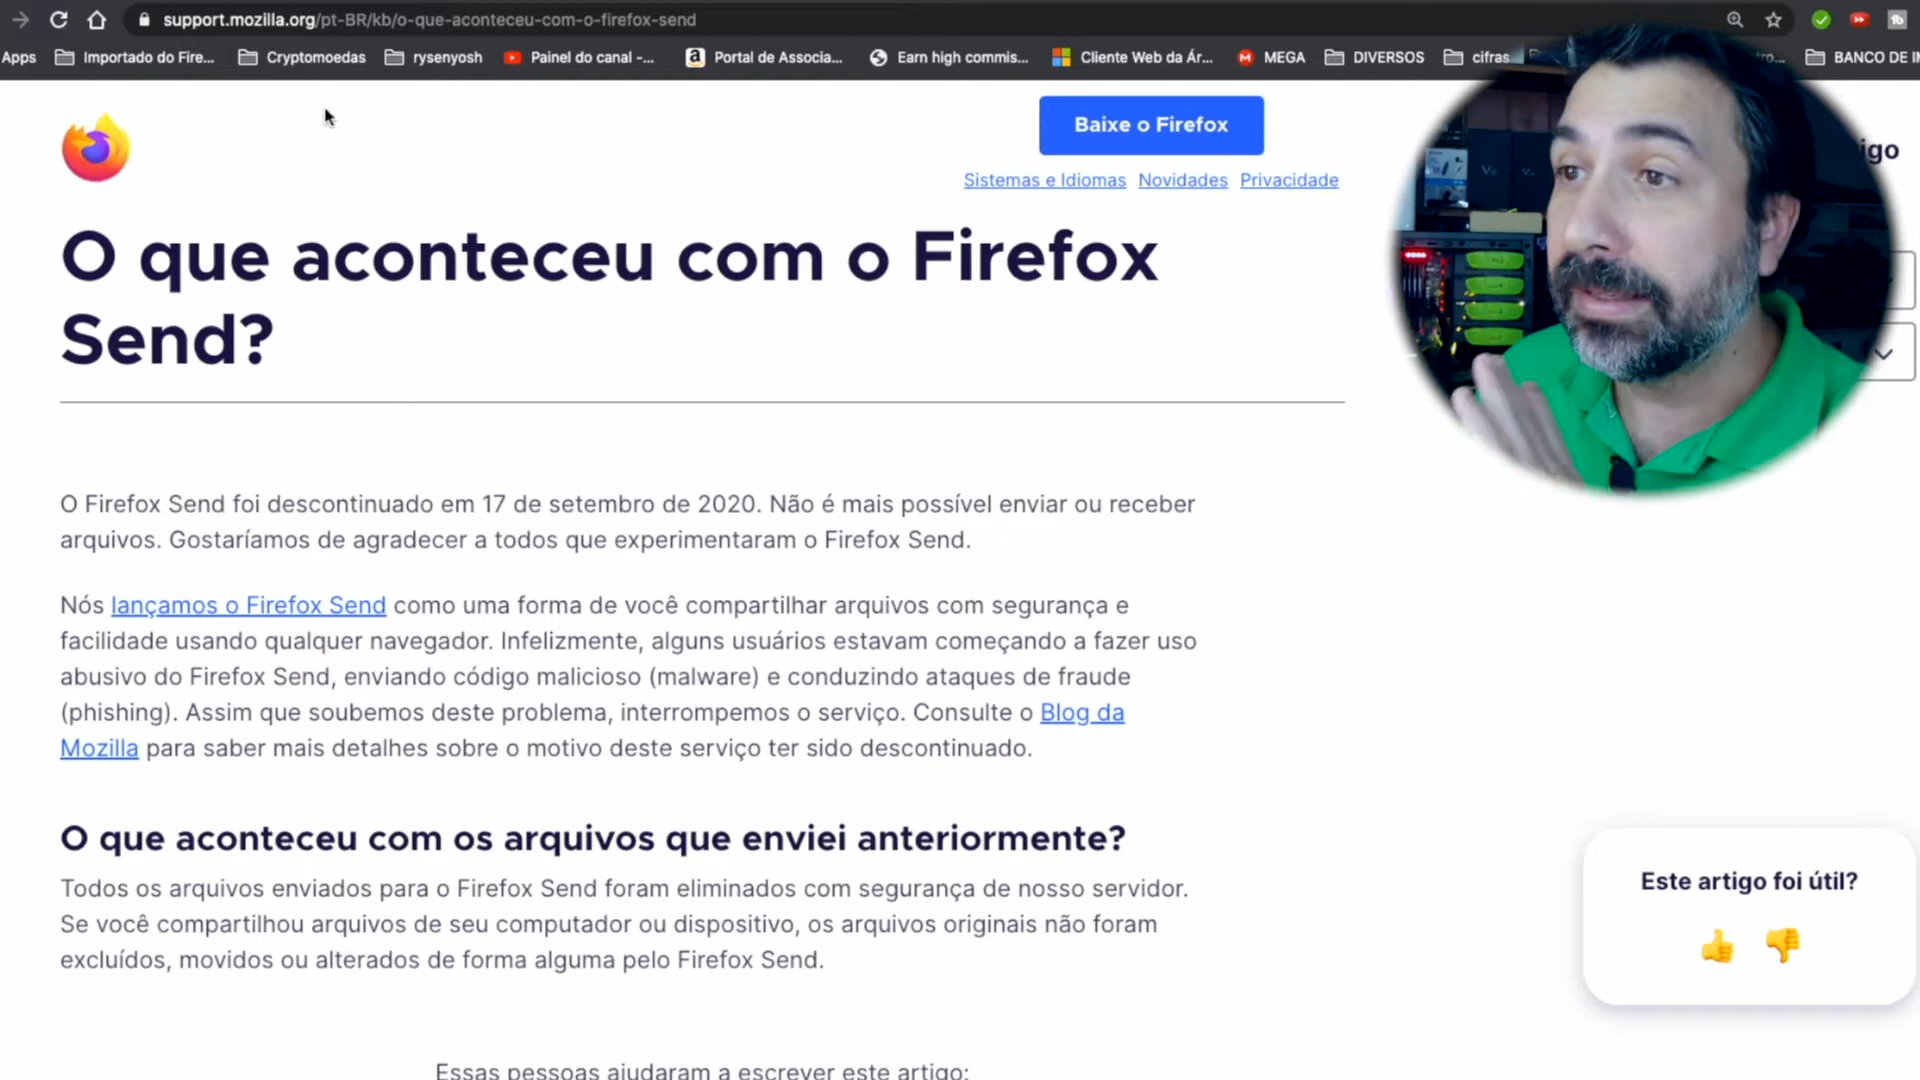 support.mozilla.org/pt-BR/kb/o-que-aconteceu-com-o-firefox-send
Apps Importado do Fire... Cryptomoedas rysenyosh Painel do canal -... Portal de Associa... Earn high commis... Cliente Web da Ár... MEGA DIVERSOS cifras BANCO DE IM
Baixe o Firefox
Sistemas e Idiomas Novidades Privacidade
O que aconteceu com o Firefox
Send?
O Firefox Send foi descontinuado em 17 de setembro de 2020. Não é mais possível enviar ou receber
arquivos. Gostaríamos de agradecer a todos que experimentaram o Firefox Send.
Nós lançamos o Firefox Send como uma forma de você compartilhar arquivos com segurança e
facilidade usando qualquer navegador. Infelizmente, alguns usuários estavam começando a fazer uso
abusivo do Firefox Send, enviando código malicioso (malware) e conduzindo ataques de fraude
(phishing). Assim que soubemos deste problema, interrompemos o serviço. Consulte o Blog da
Mozilla para saber mais detalhes sobre o motivo deste serviço ter sido descontinuado.
O que aconteceu com os arquivos que enviei anteriormente?
Todos os arquivos enviados para o Firefox Send foram eliminados com segurança de nosso servidor.
Se você compartilhou arquivos de seu computador ou dispositivo, os arquivos originais não foram
excluídos, movidos ou alterados de forma alguma pelo Firefox Send.
Este artigo foi útil?
Essas pessoas ajudaram a escrever este artigo: